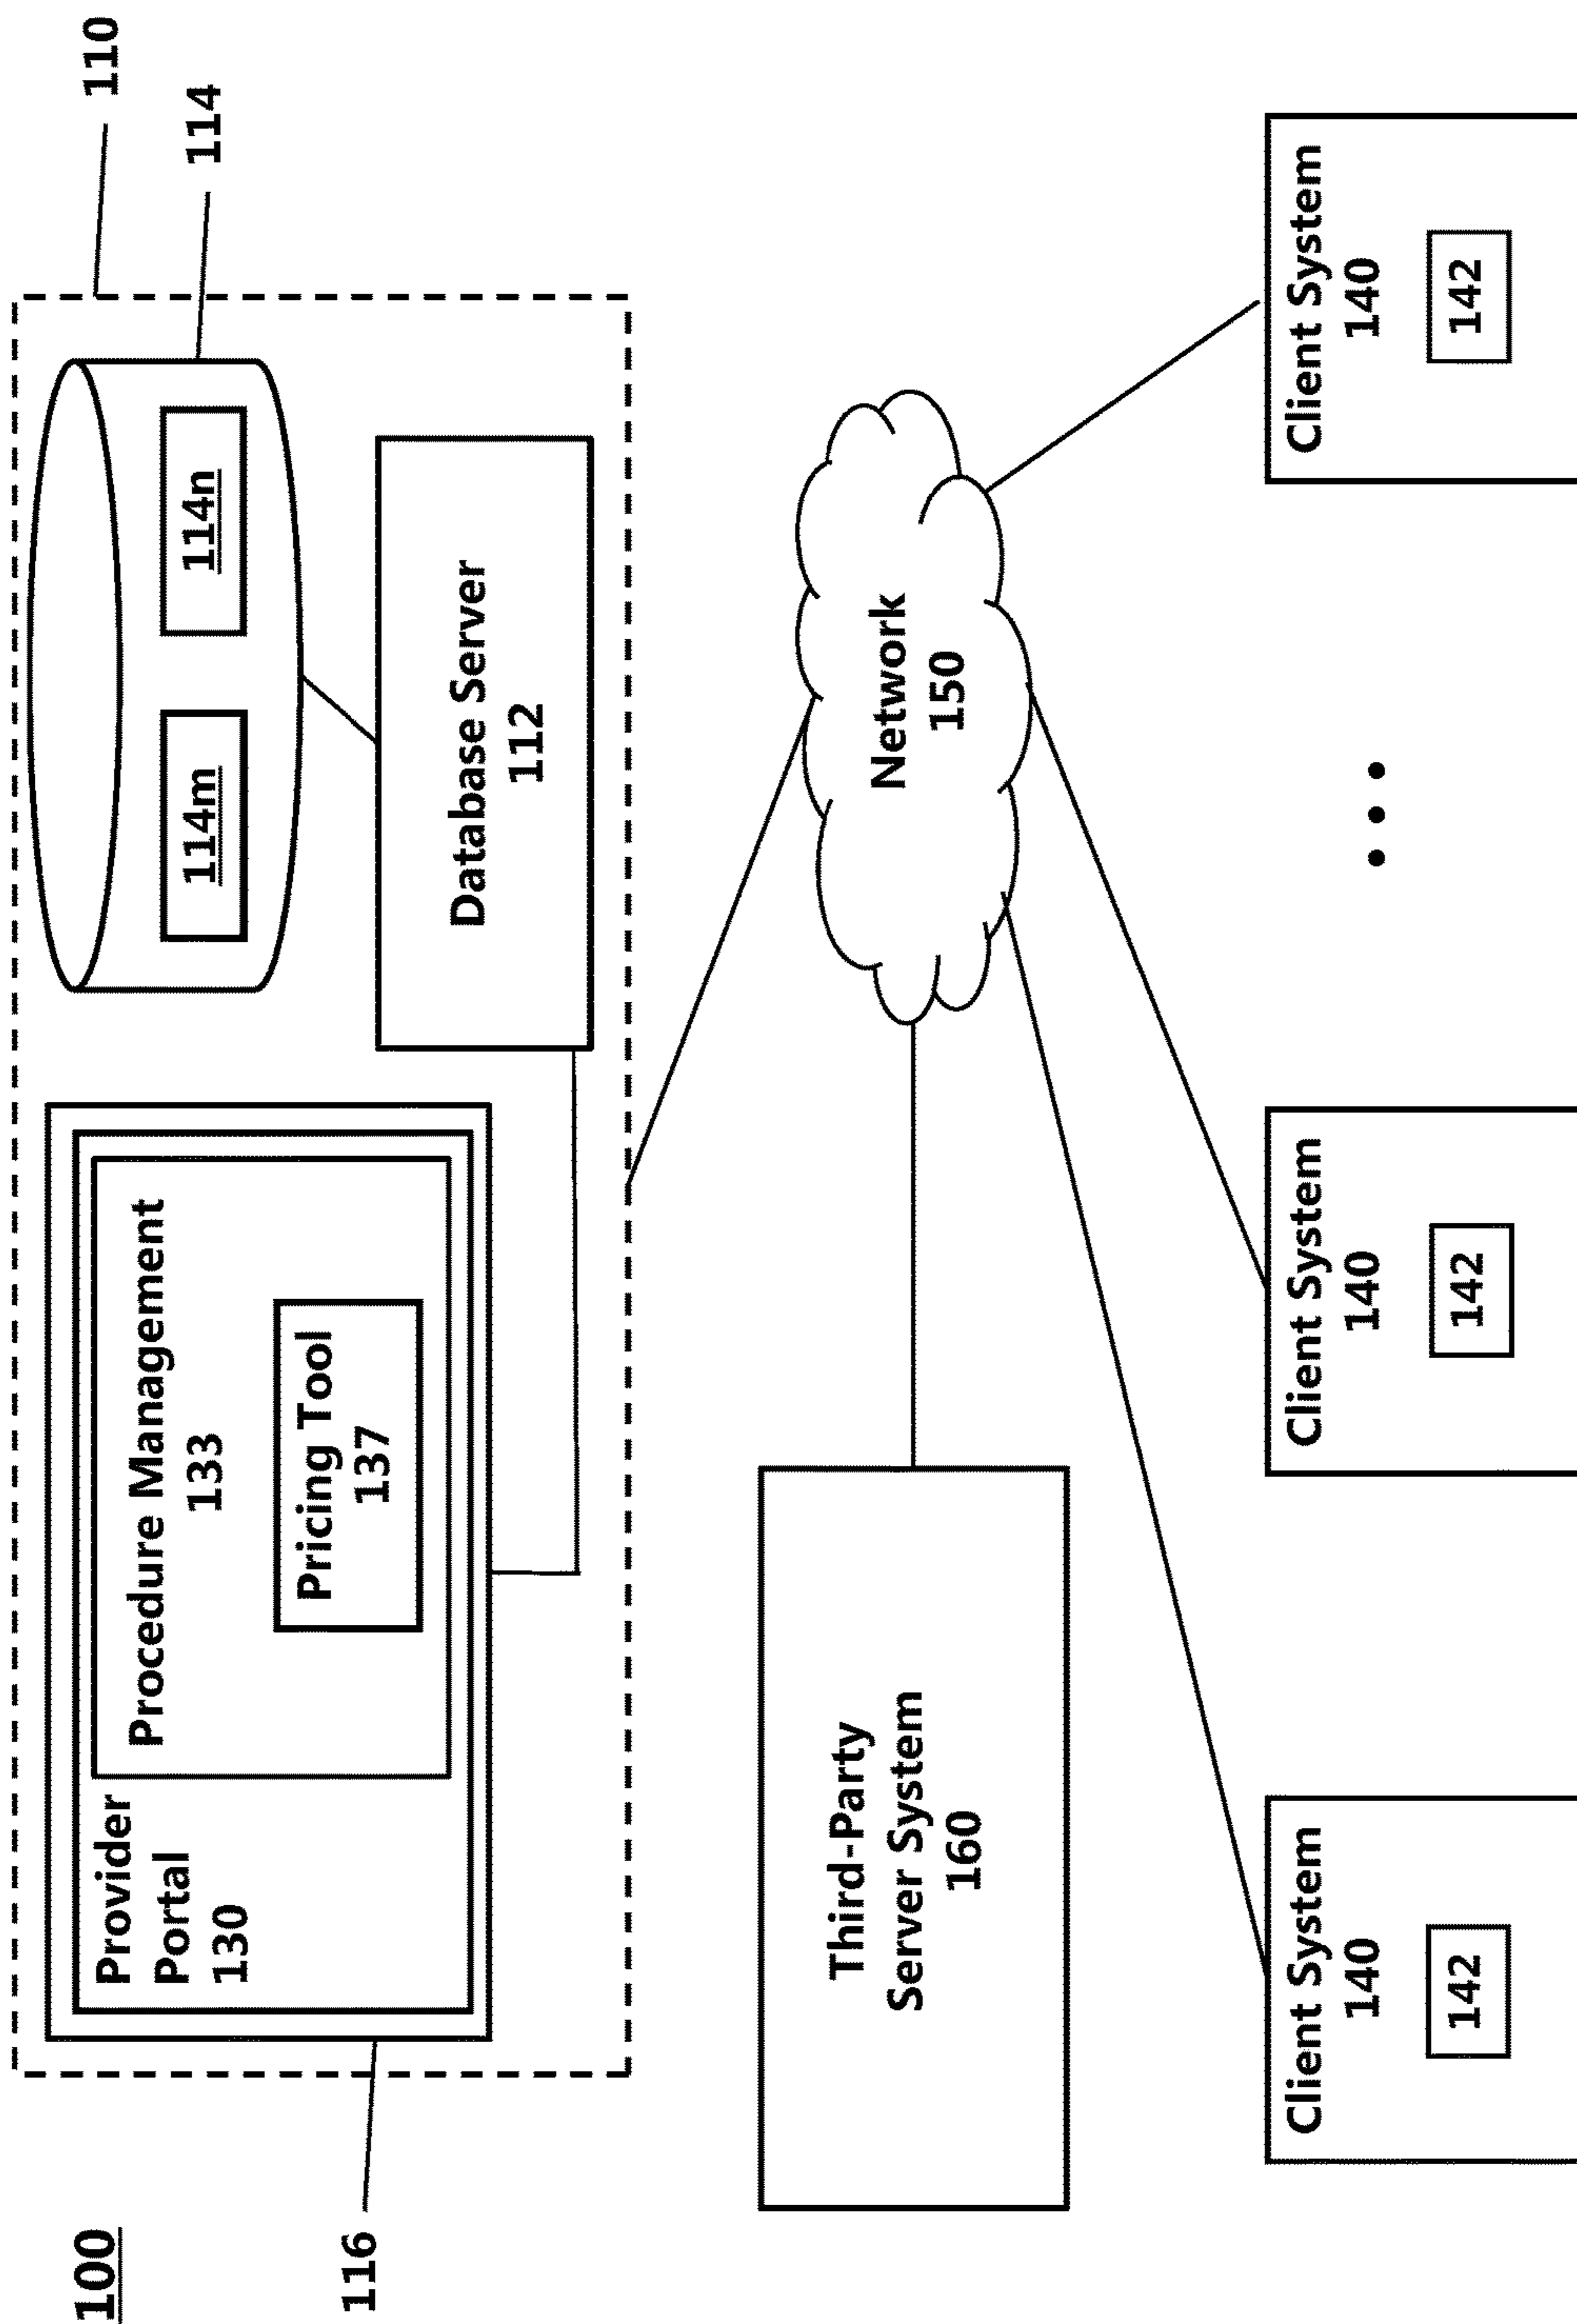 100
110
114
116
Provider
Portal
130
Procedure Management
133
Pricing Tool
137
114m
114n
Database Server
112
Third-Party
Server System
160
Network
150
Client System
140
142
Client System
140
142
Client System
140
142